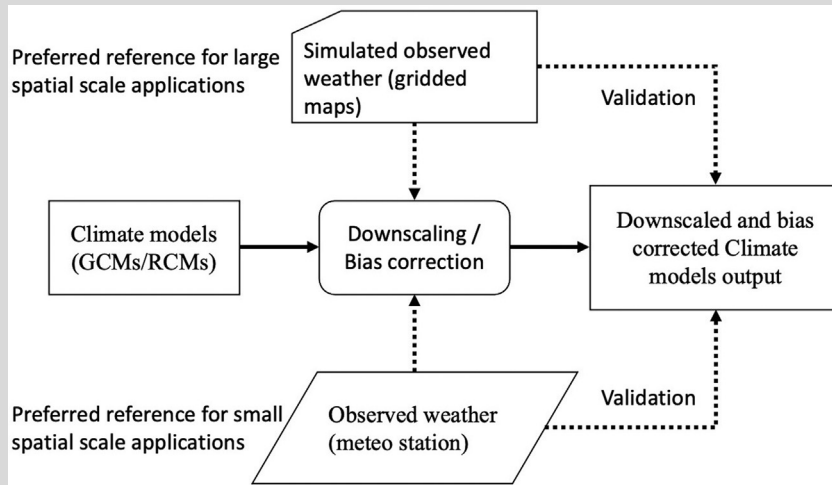 Preferred reference for large
spatial scale applications
Simulated observed
weather (gridded
maps)
Validation
Climate models
(GCMs/RCMs)
Downscaling /
Bias correction
Downscaled and bias
corrected Climate
models output
Preferred reference for small
spatial scale applications
Observed weather
(meteo station)
Validation